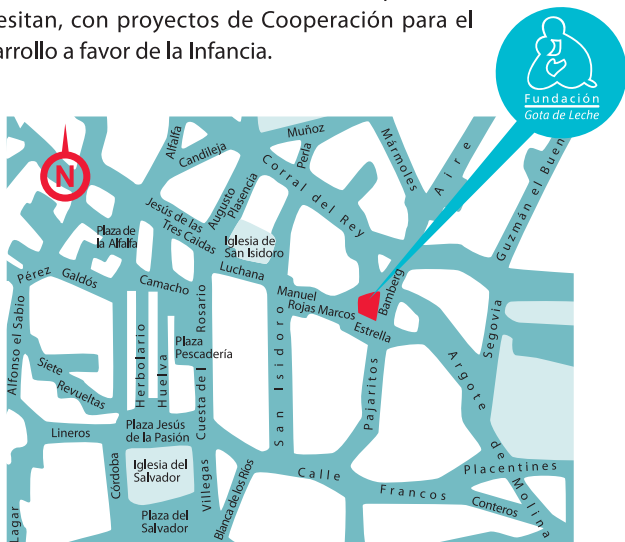 esitan, con proyectos de Cooperación para el
arrollo a favor de la Infancia.
Fundación
Gota de Leche
N
Alfalfa
Candileja
Muñoz
Perla
Mármoles
Aire
Guzmán el Buen
Augusto
Plasencia
Corral del Rey
Jesús de las
Tres Caídas
Plaza de
la Alfalfa
Iglesia de
San Isidoro
Luchana
Pérez Galdós
Camacho
Manuel
Rojas Marcos
Bamberg
Estrella
Alfonso el Sabio
Herbolario
Huelva
Cuesta del Rosario
Plaza
Pescadería
San Isidoro
Pajaritos
Argote de Molina
Segovia
Siete
Revueltas
Lineros
Plaza Jesús
de la Pasión
Iglesia del
Salvador
Plaza del
Salvador
Córdoba
Villegas
Blanca de los Ríos
Calle Francos
Placentines
Conteros
Lagar